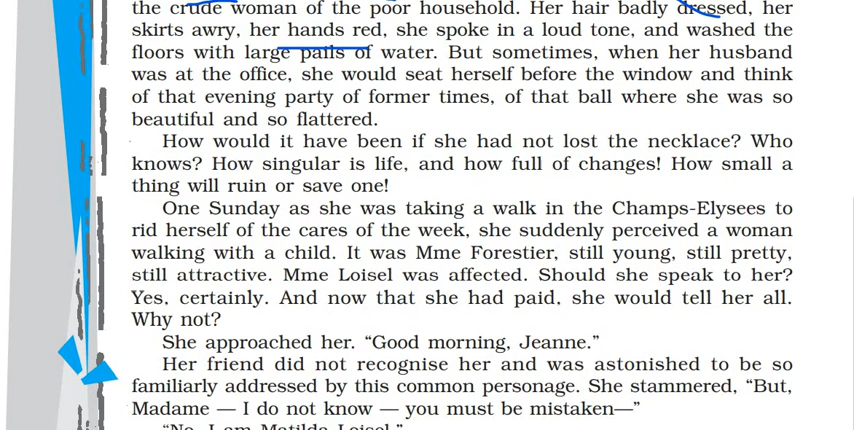 the crude woman of the poor household. Her hair badly dressed, her
skirts awry, her hands red, she spoke in a loud tone, and washed the
floors with large pails of water. But sometimes, when her husband
was at the office, she would seat herself before the window and think
of that evening party of former times, of that ball where she was so
beautiful and so flattered.
How would it have been if she had not lost the necklace? Who
knows? How singular is life, and how full of changes! How small a
thing will ruin or save one!
One Sunday as she was taking a walk in the Champs-Elysees to
rid herself of the cares of the week, she suddenly perceived a woman
walking with a child. It was Mme Forestier, still young, still pretty,
still attractive. Mme Loisel was affected. Should she speak to her?
Yes, certainly. And now that she had paid, she would tell her all.
Why not?
She approached her. “Good morning, Jeanne.”
Her friend did not recognise her and was astonished to be so
familiarly addressed by this common personage. She stammered, “But,
Madame — I do not know — you must be mistaken—”
“No, I am Matilda Loisel.”